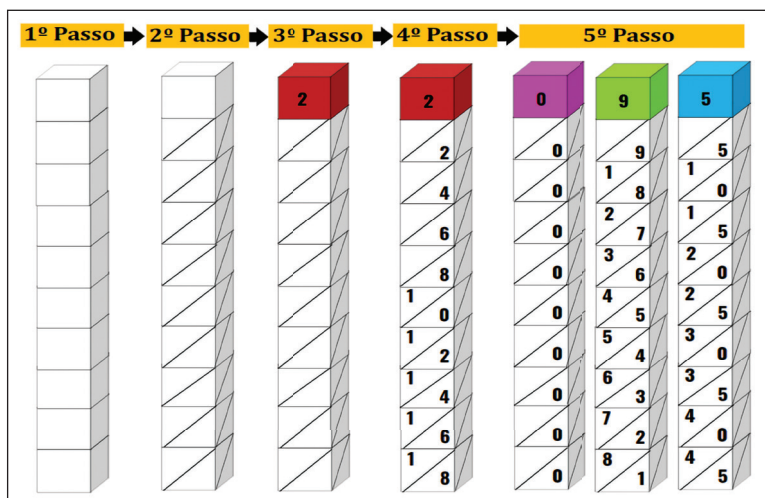 1º Passo 2º Passo 3º Passo 4º Passo 5º Passo
2 2 0 9 5
2 0 9 5
4 0 1 8 1 0
6 0 2 7 1 5
8 0 3 6 2 0
1 0 0 4 5 2 5
1 2 0 5 4 3 0
1 4 0 6 3 3 5
1 6 0 7 2 4 0
1 8 0 8 1 4 5